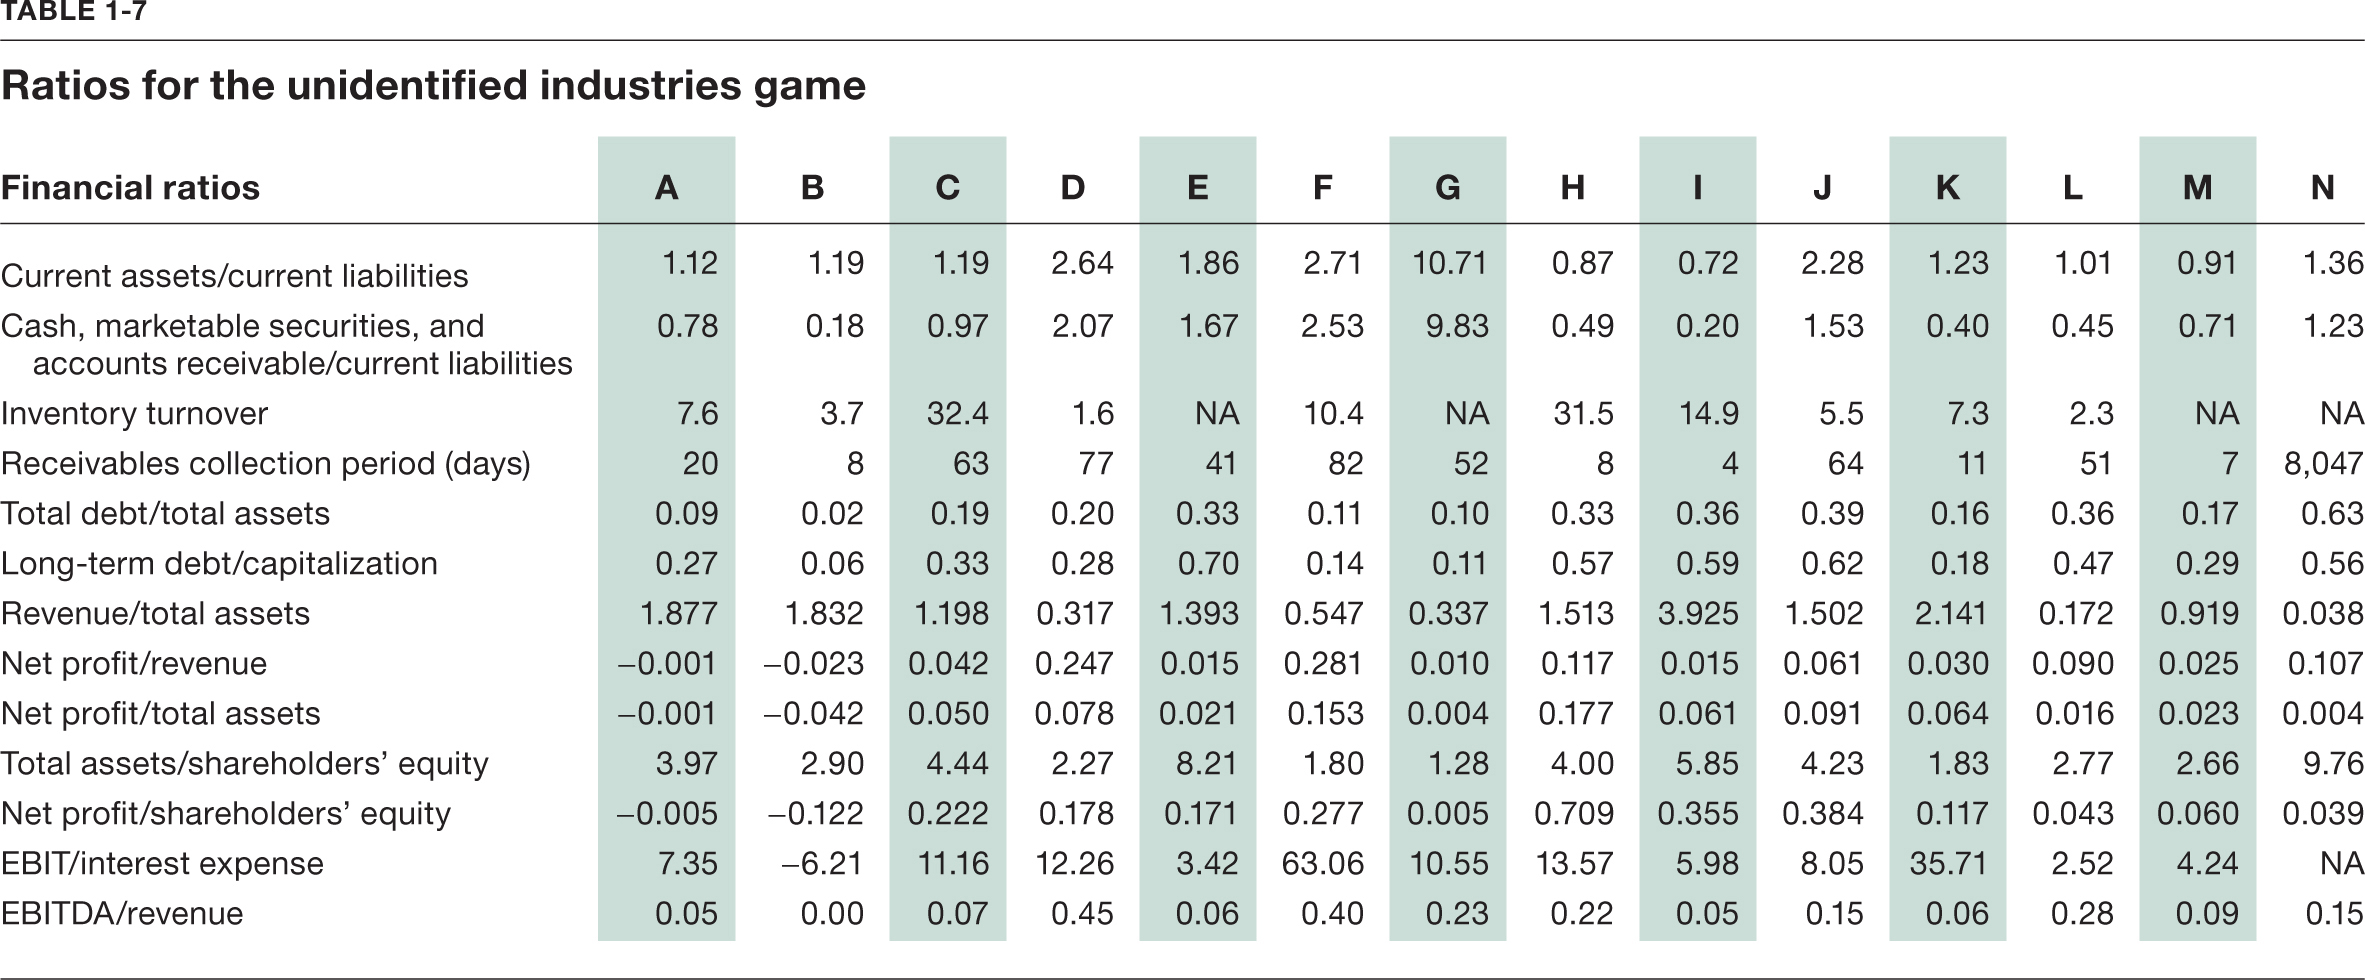 TABLE 1-7
Ratios for the unidentified industries game
Financial ratios A B C D E F G H I J K L M N
Current assets/current liabilities 1.12 1.19 1.19 2.64 1.86 2.71 10.71 0.87 0.72 2.28 1.23 1.01 0.91 1.36
Cash, marketable securities, and 0.78 0.18 0.97 2.07 1.67 2.53 9.83 0.49 0.20 1.53 0.40 0.45 0.71 1.23
accounts receivable/current liabilities
Inventory turnover 7.6 3.7 32.4 1.6 NA 10.4 NA 31.5 14.9 5.5 7.3 2.3 NA NA
Receivables collection period (days) 20 8 63 77 41 82 52 8 4 64 11 51 7 8,047
Total debt/total assets 0.09 0.02 0.19 0.20 0.33 0.11 0.10 0.33 0.36 0.39 0.16 0.36 0.17 0.63
Long-term debt/capitalization 0.27 0.06 0.33 0.28 0.70 0.14 0.11 0.57 0.59 0.62 0.18 0.47 0.29 0.56
Revenue/total assets 1.877 1.832 1.198 0.317 1.393 0.547 0.337 1.513 3.925 1.502 2.141 0.172 0.919 0.038
Net profit/revenue −0.001 −0.023 0.042 0.247 0.015 0.281 0.010 0.117 0.015 0.061 0.030 0.090 0.025 0.107
Net profit/total assets −0.001 −0.042 0.050 0.078 0.021 0.153 0.004 0.177 0.061 0.091 0.064 0.016 0.023 0.004
Total assets/shareholders’ equity 3.97 2.90 4.44 2.27 8.21 1.80 1.28 4.00 5.85 4.23 1.83 2.77 2.66 9.76
Net profit/shareholders’ equity −0.005 −0.122 0.222 0.178 0.171 0.277 0.005 0.709 0.355 0.384 0.117 0.043 0.060 0.039
EBIT/interest expense 7.35 −6.21 11.16 12.26 3.42 63.06 10.55 13.57 5.98 8.05 35.71 2.52 4.24 NA
EBITDA/revenue 0.05 0.00 0.07 0.45 0.06 0.40 0.23 0.22 0.05 0.15 0.06 0.28 0.09 0.15